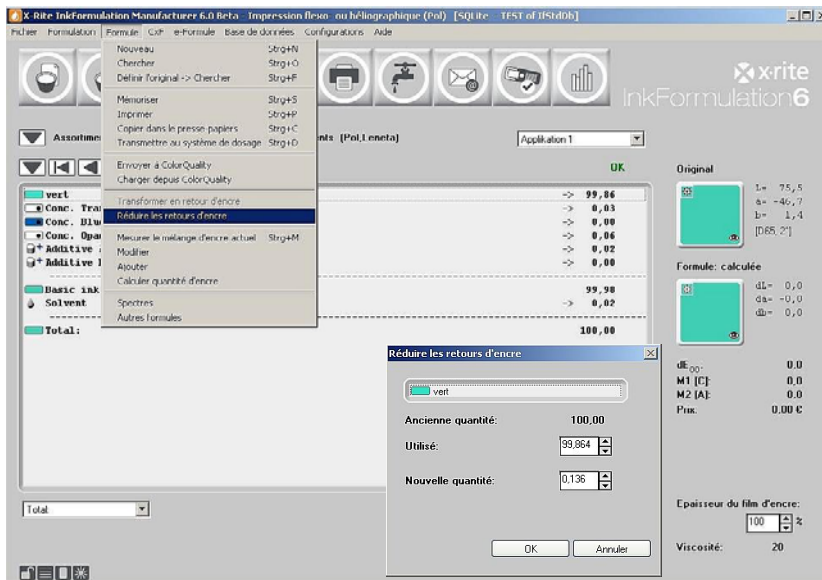 X-Rite InkFormulation Manufacturer 6.0 Beta - Impression flexo- ou héliographique (Pol) [SQLite - TEST of IfStdDb]
Fichier Formulation Formule CxF e-Formule Base de données Configurations Aide
Nouveau Strg+N
Chercher Strg+O
Définir l'original -> Chercher Strg+F
Mémoriser Strg+S
Imprimer Strg+P
Copier dans le presse-papiers Strg+C
Transmettre au système de dosage Strg+D
Envoyer à ColorQuality
Charger depuis ColorQuality
Transformer en retour d'encre
Réduire les retours d'encre
Mesurer le mélange d'encre actuel Strg+M
Modifier
Ajouter
Calculer quantité d'encre
Spectres
Autres formules
x·rite
InkFormulation6
[Pol,Leneta]
Applikation 1
OK
vert -> 99,86
Conc. -> 0,03
Conc. -> 0,00
Conc. -> 0,06
Additive -> 0,02
Additive -> 0,00
Basic ink 99,98
Solvent -> 0,02
Total: 100,00
Total
Original
L= 75,5
a= -46,7
b= 1,4
[D65, 2°]
Formule: calculée
dL= 0,0
da= -0,0
db= 0,0
dE00: 0.0
M1 [C]: 0,0
M2 [A]: 0.0
Prix: 0.00 €
Epaisseur du film d'encre:
100 %
Viscosité: 20
Réduire les retours d'encre
vert
Ancienne quantité: 100,00
Utilisé: 99,864
Nouvelle quantité: 0,136
OK Annuler